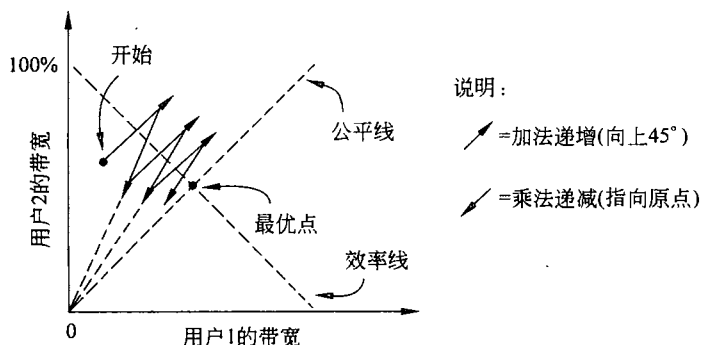 开始
100%
公平线
用户2的带宽
最优点
效率线
0
用户1的带宽
说明：
=加法递增(向上45°)
=乘法递减(指向原点)